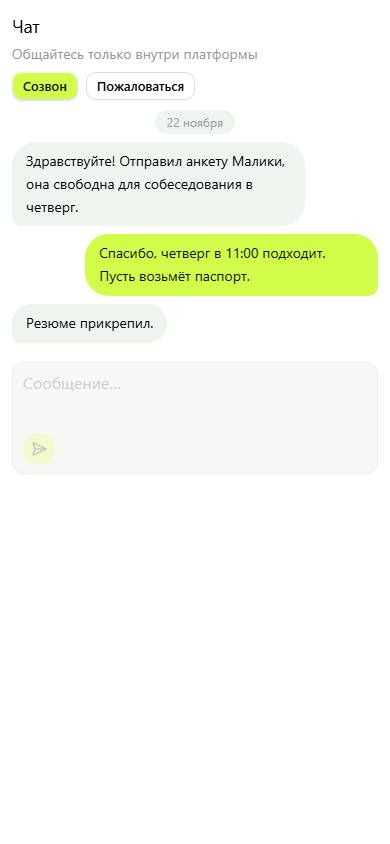 Чат
Общайтесь только внутри платформы
Созвон
Пожаловаться
22 ноября
Здравствуйте! Отправил анкету Малики,
она свободна для собеседования в
четверг.
Спасибо, четверг в 11:00 подходит.
Пусть возьмёт паспорт.
Резюме прикрепил.
Сообщение...